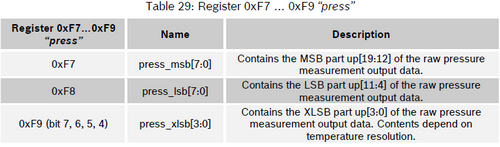 Table 29: Register 0xF7 … 0xF9 “press”
Register 0xF7…0xF9 Name Description
“press”
0xF7 press_msb[7:0] Contains the MSB part up[19:12] of the raw pressure
measurement output data.
0xF8 press_lsb[7:0] Contains the LSB part up[11:4] of the raw pressure
measurement output data.
0xF9 (bit 7, 6, 5, 4) press_xlsb[3:0] Contains the XLSB part up[3:0] of the raw pressure
measurement output data. Contents depend on
temperature resolution.